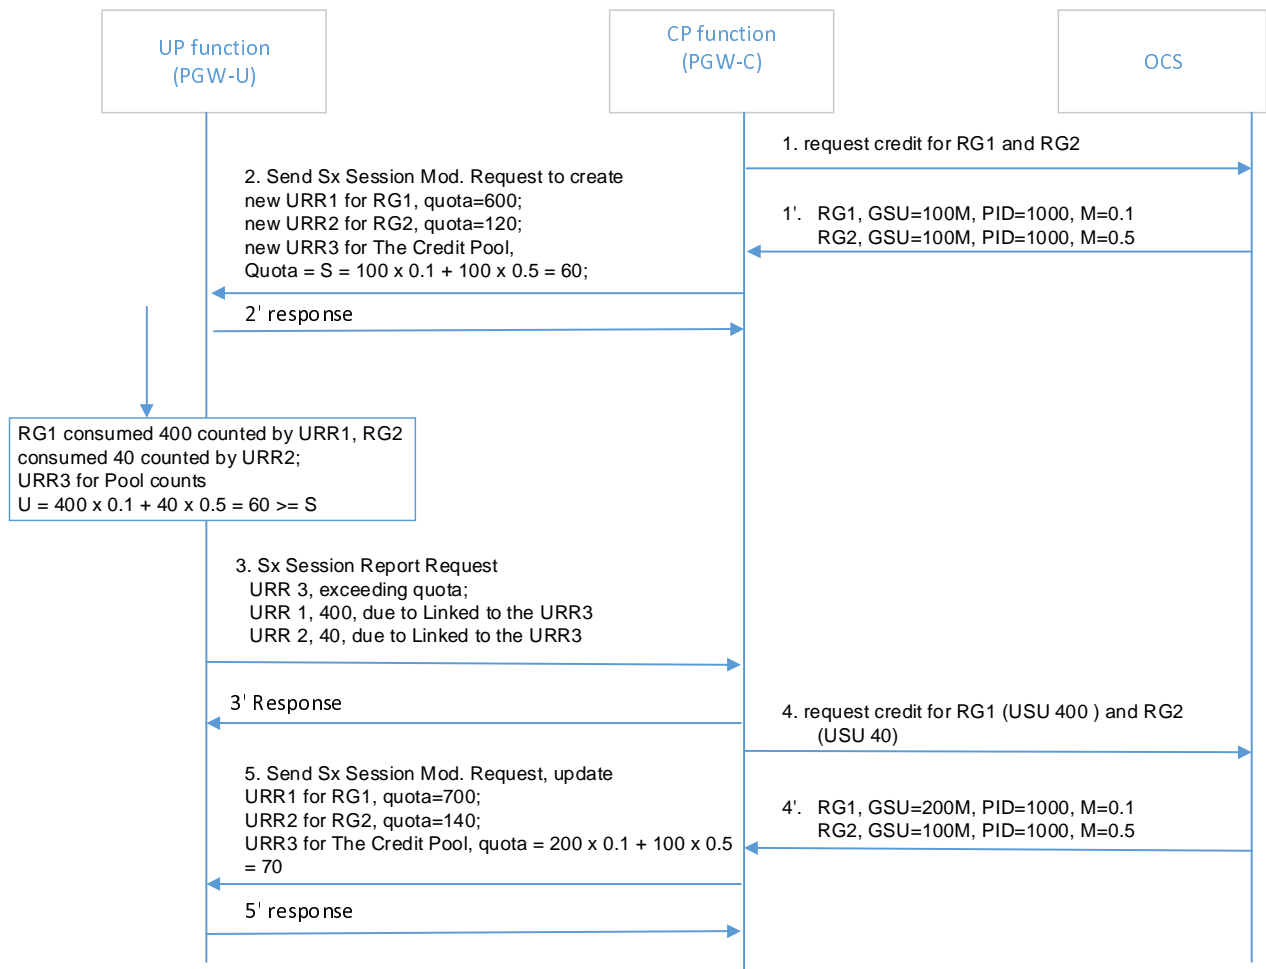 UP function
(PGW-U)
CP function
(PGW-C)
OCS
1. request credit for RG1 and RG2
2. Send Sx Session Mod. Request to create
new URR1 for RG1, quota=600;
new URR2 for RG2, quota=120;
new URR3 for The Credit Pool,
Quota = S = 100 x 0.1 + 100 x 0.5 = 60;
1'. RG1, GSU=100M, PID=1000, M=0.1
RG2, GSU=100M, PID=1000, M=0.5
2' response
RG1 consumed 400 counted by URR1, RG2
consumed 40 counted by URR2;
URR3 for Pool counts
U = 400 x 0.1 + 40 x 0.5 = 60 >= S
3. Sx Session Report Request
URR 3, exceeding quota;
URR 1, 400, due to Linked to the URR3
URR 2, 40, due to Linked to the URR3
3' Response
4. request credit for RG1 (USU 400 ) and RG2
(USU 40)
5. Send Sx Session Mod. Request, update
URR1 for RG1, quota=700;
URR2 for RG2, quota=140;
URR3 for The Credit Pool, quota = 200 x 0.1 + 100 x 0.5
= 70
4'. RG1, GSU=200M, PID=1000, M=0.1
RG2, GSU=100M, PID=1000, M=0.5
5' response